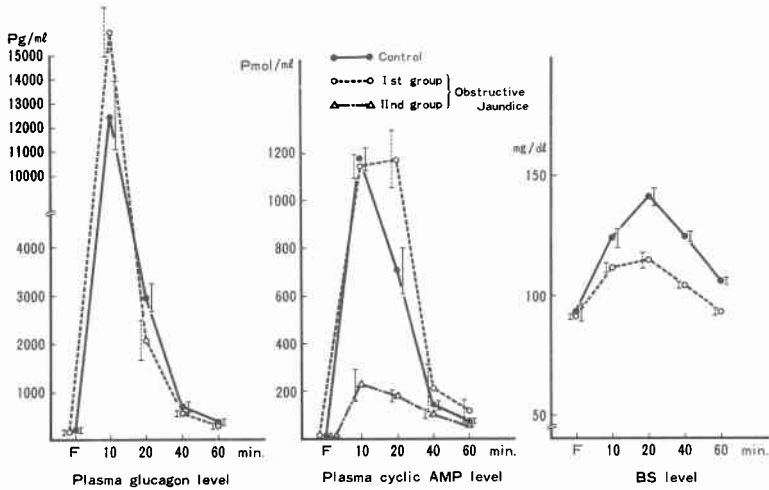 Pg/mℓ
15000
14000
13000
12000
11000
10000
4000
3000
2000
1000
F 10 20 40 60 min.
Plasma glucagon level
Pmol/mℓ
Control
Ist group
IInd group
Obstructive
Jaundice
1200
1000
800
600
400
200
F 10 20 40 60 min.
Plasma cyclic AMP level
mg/dℓ
150
100
50
F 10 20 40 60 min.
BS level